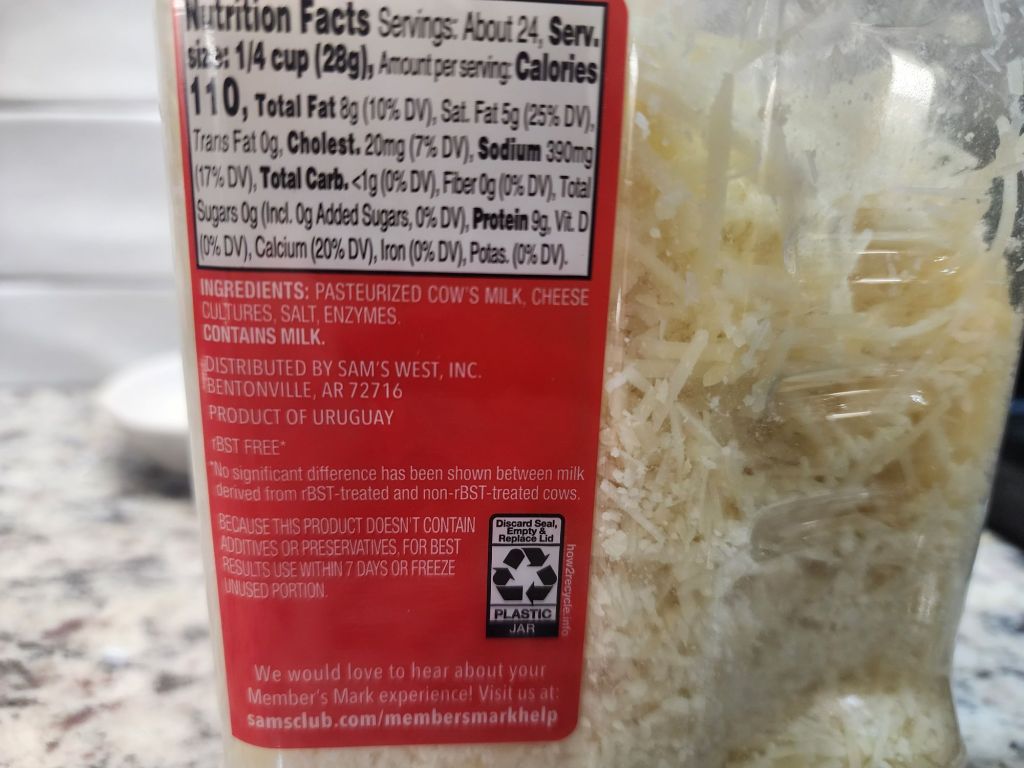 Nutrition Facts Servings: About 24, Serv.
size: 1/4 cup (28g), Amount per serving: Calories
110, Total Fat 8g (10% DV), Sat. Fat 5g (25% DV),
Trans Fat 0g, Cholest. 20mg (7% DV), Sodium 390mg
(17% DV), Total Carb. <1g (0% DV), Fiber 0g (0% DV), Total
Sugars 0g (Incl. 0g Added Sugars, 0% DV), Protein 9g, Vit. D
(0% DV), Calcium (20% DV), Iron (0% DV), Potas. (0% DV).
INGREDIENTS: PASTEURIZED COW'S MILK, CHEESE
CULTURES, SALT, ENZYMES.
CONTAINS MILK.
DISTRIBUTED BY SAM'S WEST, INC.
BENTONVILLE, AR 72716
PRODUCT OF URUGUAY
rBST FREE*
*No significant difference has been shown between milk
derived from rBST-treated and non-rBST-treated cows.
BECAUSE THIS PRODUCT DOESN'T CONTAIN
ADDITIVES OR PRESERVATIVES, FOR BEST
RESULTS USE WITHIN 7 DAYS OR FREEZE
UNUSED PORTION.
Discard Seal,
Empty &
Replace Lid
PLASTIC
JAR
how2recycle.info
We would love to hear about your
Member's Mark experience! Visit us at:
samsclub.com/membersmarkhelp